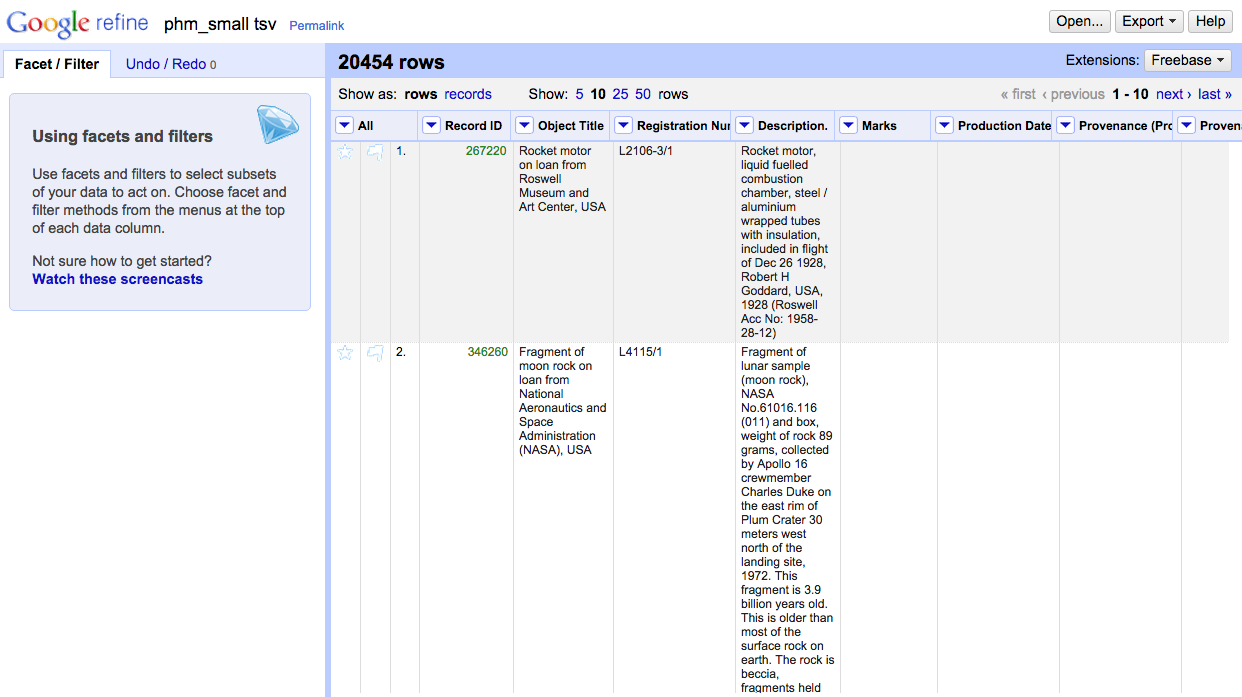 Google refine phm_small tsv Permalink Open... Export Help
Facet / Filter Undo / Redo 0
20454 rows Extensions: Freebase
Show as: rows records Show: 5 10 25 50 rows « first ‹ previous 1 - 10 next › last »
Using facets and filters
Use facets and filters to select subsets
of your data to act on. Choose facet and
filter methods from the menus at the top
of each data column.
Not sure how to get started?
Watch these screencasts
All Record ID Object Title Registration Nur Description. Marks Production Date Provenance (Pro Proven
1. 267220
Rocket motor
on loan from
Roswell
Museum and
Art Center, USA
L2106-3/1
Rocket motor,
liquid fuelled
combustion
chamber, steel /
aluminium
wrapped tubes
with insulation,
included in flight
of Dec 26 1928,
Robert H
Goddard, USA,
1928 (Roswell
Acc No: 1958-
28-12)
2. 346260
Fragment of
moon rock on
loan from
National
Aeronautics and
Space
Administration
(NASA), USA
L4115/1
Fragment of
lunar sample
(moon rock),
NASA
No.61016.116
(011) and box,
weight of rock 89
grams, collected
by Apollo 16
crewmember
Charles Duke on
the east rim of
Plum Crater 30
meters west
north of the
landing site,
1972. This
fragment is 3.9
billion years old.
This is older than
most of the
surface rock on
earth. The rock is
beccia,
fragments held